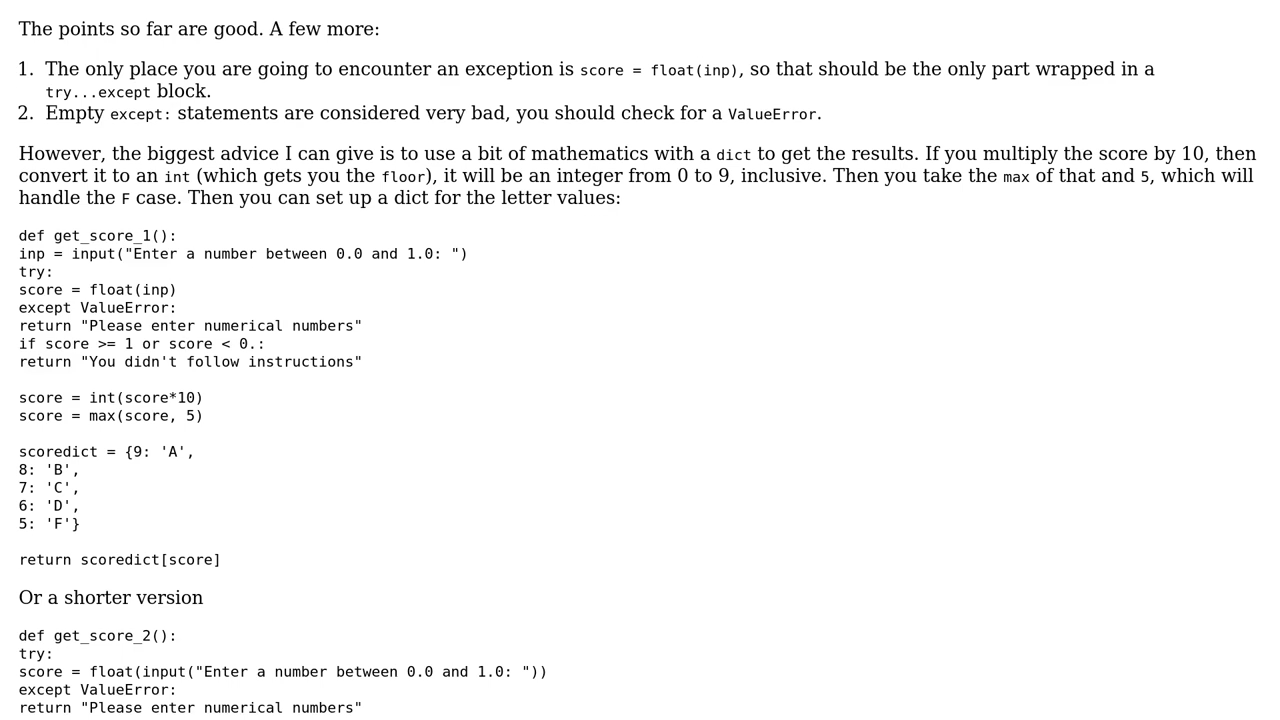 The points so far are good. A few more:
1. The only place you are going to encounter an exception is score = float(inp), so that should be the only part wrapped in a
try...except block.
2. Empty except: statements are considered very bad, you should check for a ValueError.
However, the biggest advice I can give is to use a bit of mathematics with a dict to get the results. If you multiply the score by 10, then
convert it to an int (which gets you the floor), it will be an integer from 0 to 9, inclusive. Then you take the max of that and 5, which will
handle the F case. Then you can set up a dict for the letter values:
def get_score_1():
inp = input("Enter a number between 0.0 and 1.0: ")
try:
score = float(inp)
except ValueError:
return "Please enter numerical numbers"
if score >= 1 or score < 0.:
return "You didn't follow instructions"
score = int(score*10)
score = max(score, 5)
scoredict = {9: 'A',
8: 'B',
7: 'C',
6: 'D',
5: 'F'}
return scoredict[score]
Or a shorter version
def get_score_2():
try:
score = float(input("Enter a number between 0.0 and 1.0: "))
except ValueError:
return "Please enter numerical numbers"